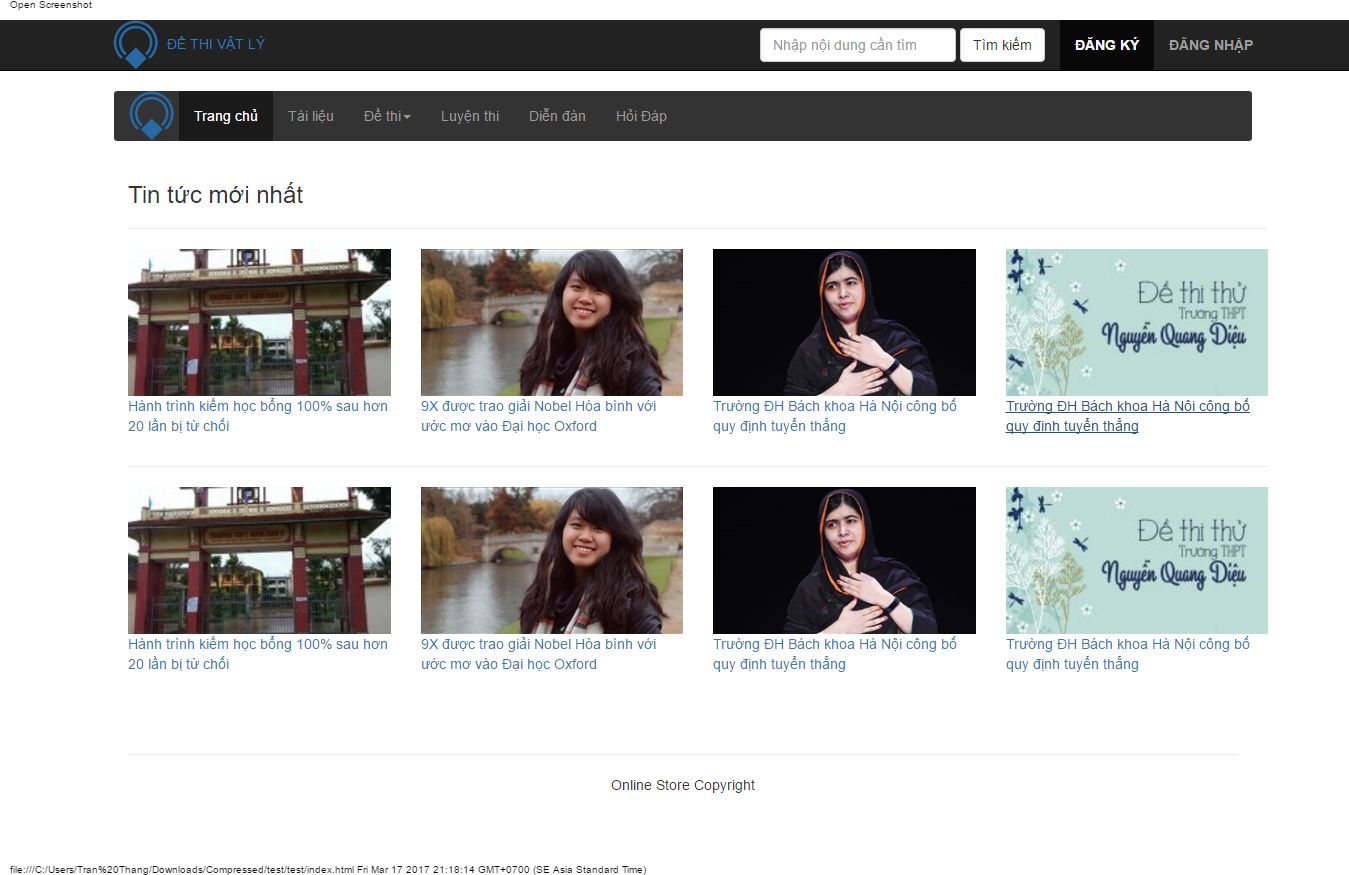 Open Screenshot
ĐỀ THI VẬT LÝ
Nhập nội dung cần tìm
Tìm kiếm
ĐĂNG KÝ
ĐĂNG NHẬP
Trang chủ
Tài liệu
Đề thi
Luyện thi
Diễn đàn
Hỏi Đáp
Tin tức mới nhất
Đề thi thử
Trường THPT
Nguyễn Quang Diệu
Hành trình kiếm học bổng 100% sau hơn
20 lần bị từ chối
9X được trao giải Nobel Hòa bình với
ước mơ vào Đại học Oxford
Trường ĐH Bách khoa Hà Nội công bố
quy định tuyển thẳng
Trường ĐH Bách khoa Hà Nội công bố
quy định tuyển thẳng
Đề thi thử
Trường THPT
Nguyễn Quang Diệu
Hành trình kiếm học bổng 100% sau hơn
20 lần bị từ chối
9X được trao giải Nobel Hòa bình với
ước mơ vào Đại học Oxford
Trường ĐH Bách khoa Hà Nội công bố
quy định tuyển thẳng
Trường ĐH Bách khoa Hà Nội công bố
quy định tuyển thẳng
Online Store Copyright
file:///C:/Users/Tran%20Thang/Downloads/Compressed/test/test/index.html Fri Mar 17 2017 21:18:14 GMT+0700 (SE Asia Standard Time)